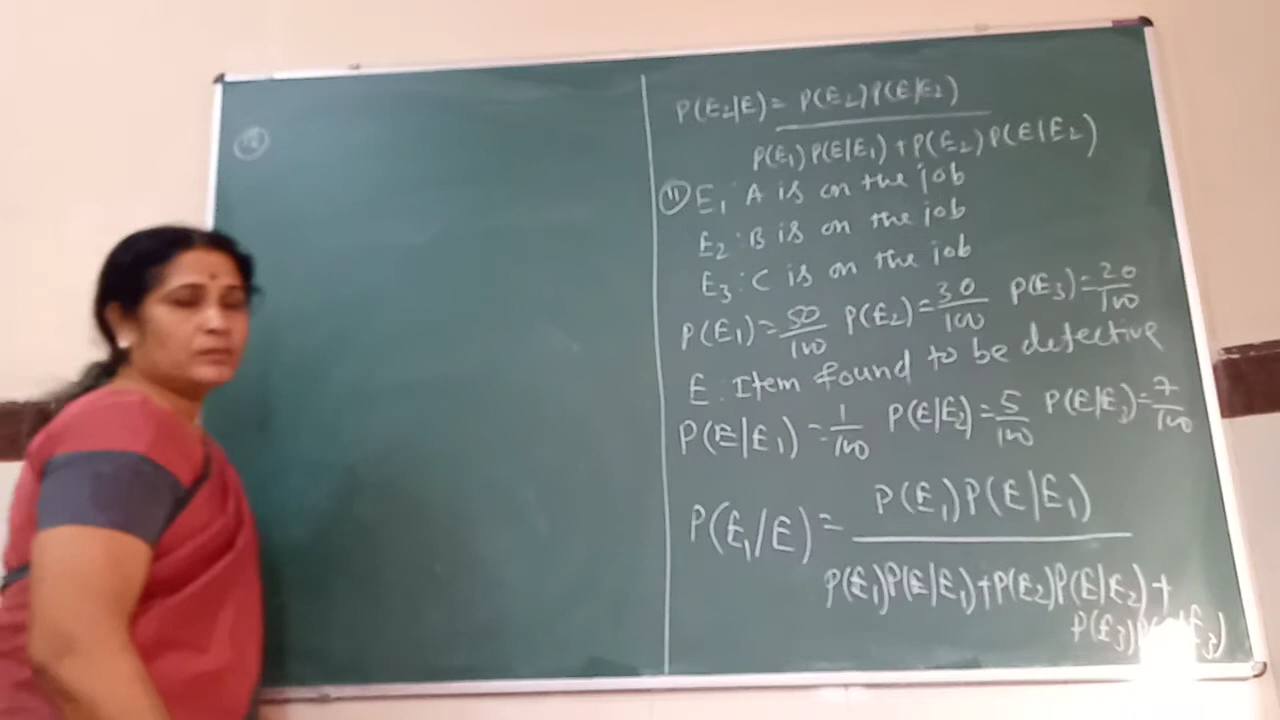 12
P(E2|E) = P(E2)P(E|E2)
P(E1)P(E|E1)+P(E2)P(E|E2)
11 E1 A is on the job
E2 : B is on the job
E3 : C is on the job
P(E1) = 50/100 P(E2) = 30/100 P(E3) = 20/100
E : Item found to be defective
P(E|E1) = 1/100 P(E|E2) = 5/100 P(E|E3) = 7/100
P(E1/E) = P(E1)P(E|E1)
P(E1)P(E|E1)+P(E2)P(E|E2)+
P(E3)P(E|E3)